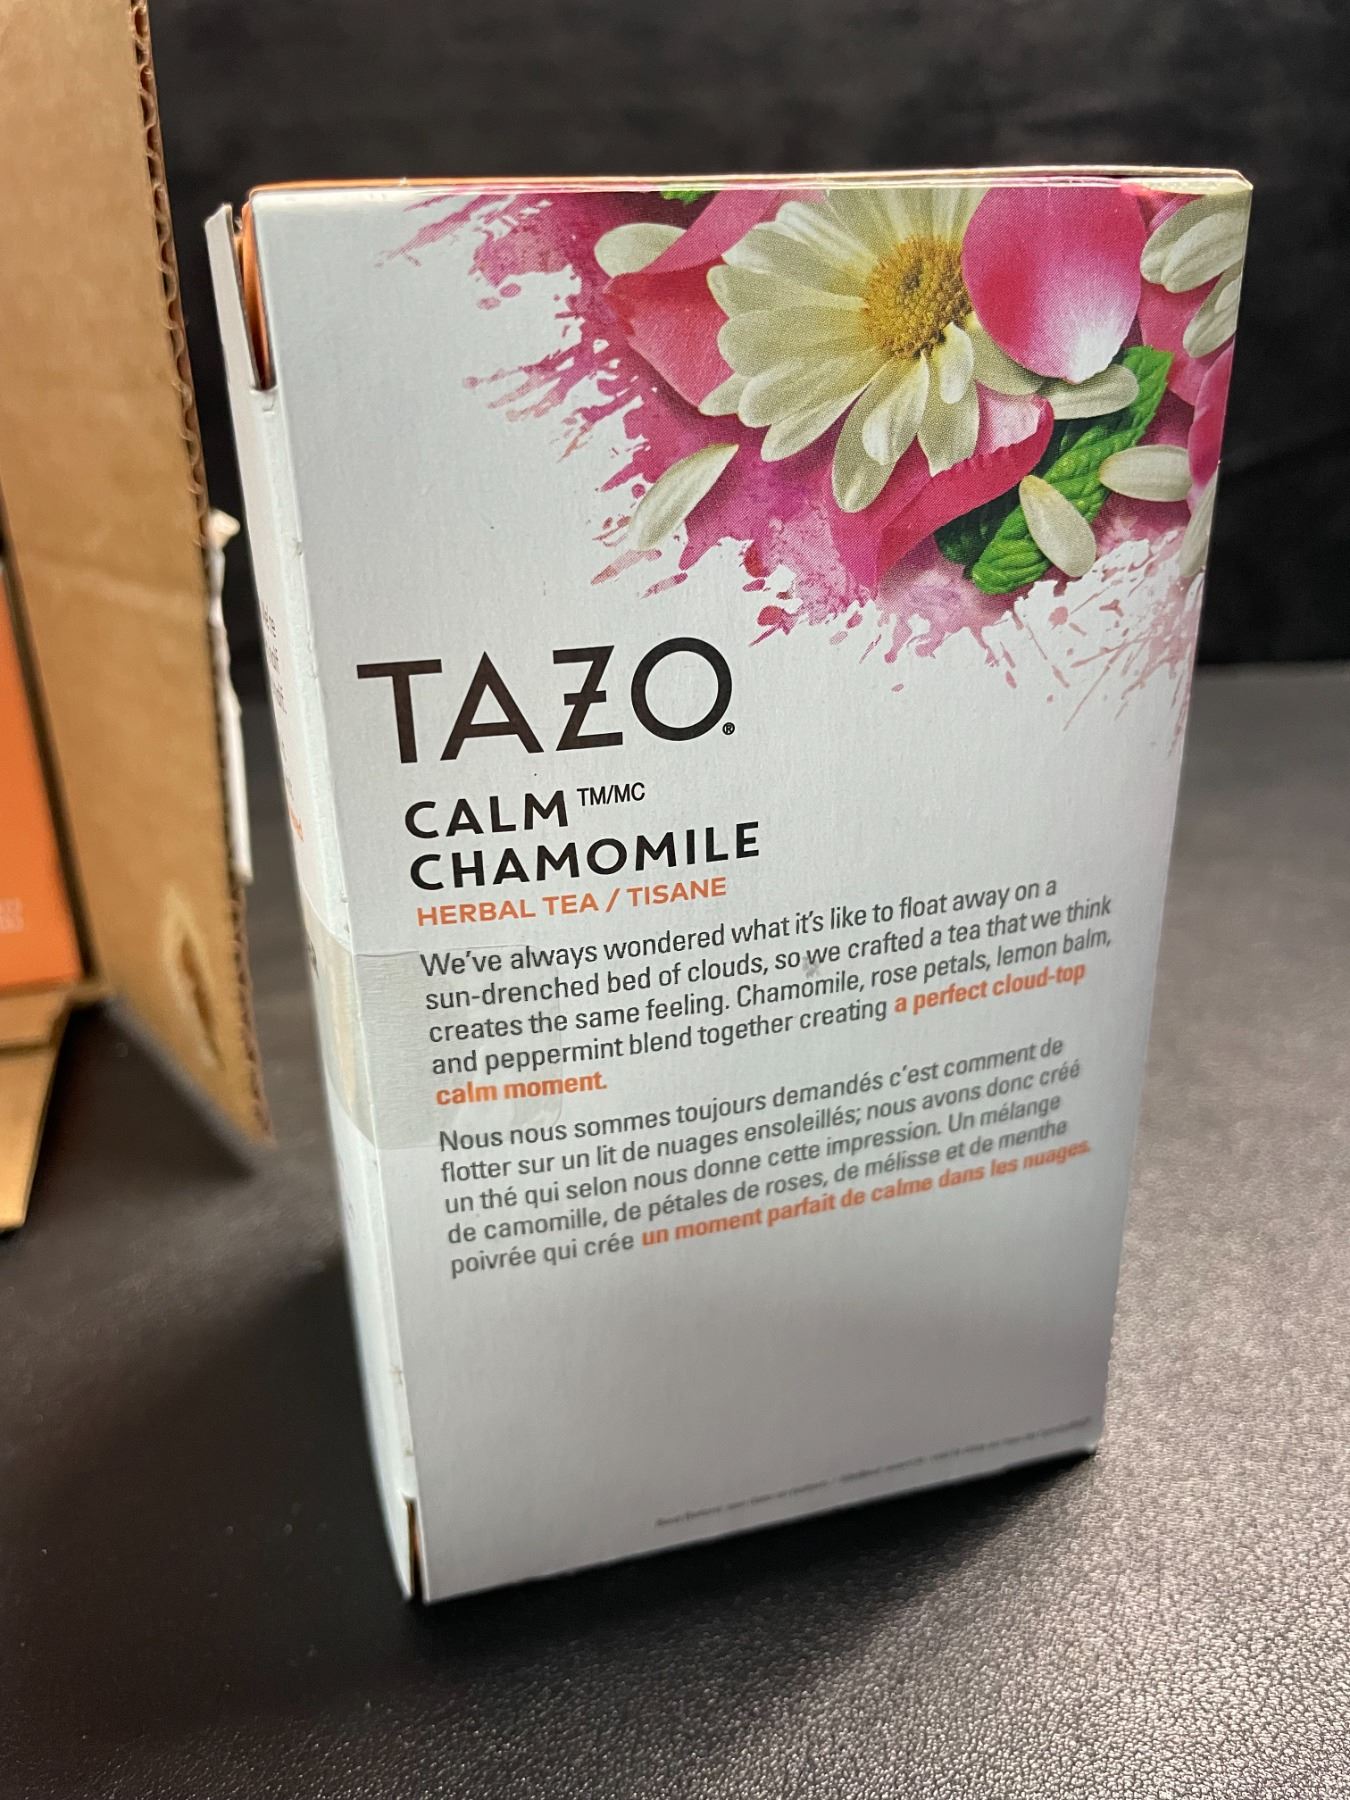 TAZO®
CALM TM/MC
CHAMOMILE
HERBAL TEA / TISANE
We've always wondered what it's like to float away on a
sun-drenched bed of clouds, so we crafted a tea that we think
creates the same feeling. Chamomile, rose petals, lemon balm,
and peppermint blend together creating a perfect cloud-top
calm moment.
Nous nous sommes toujours demandés c'est comment de
flotter sur un lit de nuages ensoleillés; nous avons donc créé
un thé qui selon nous donne cette impression. Un mélange
de camomille, de pétales de roses, de mélisse et de menthe
poivrée qui crée un moment parfait de calme dans les nuages.